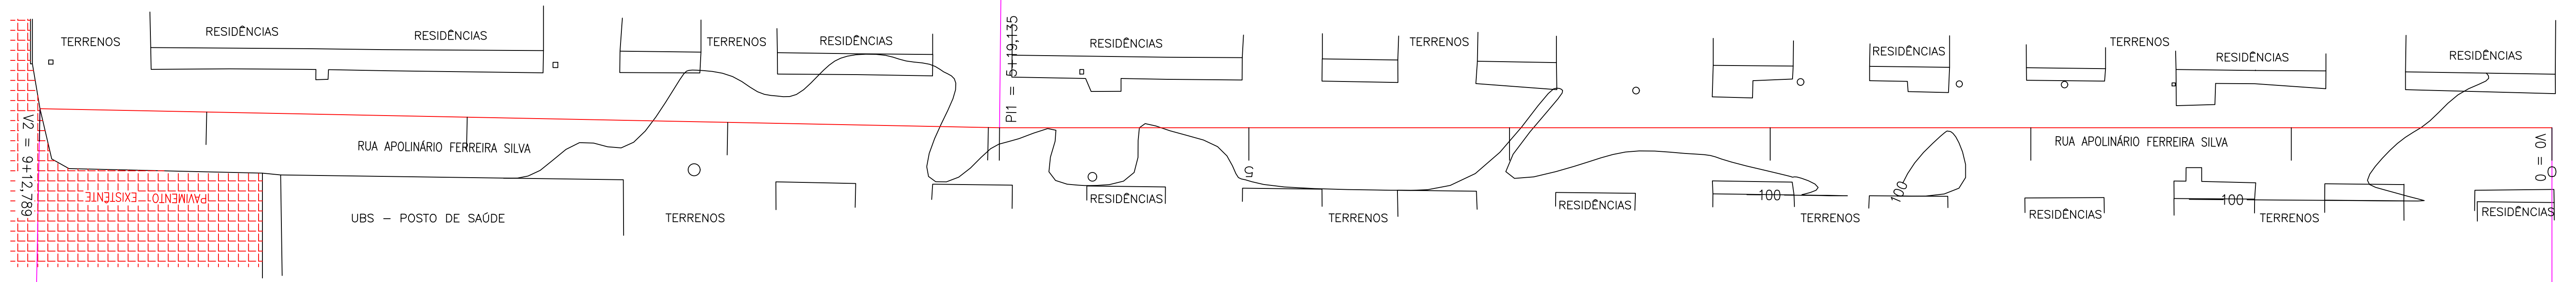 TERRENOS
RESIDÊNCIAS
RESIDÊNCIAS
TERRENOS
RESIDÊNCIAS
PI1 = 5+19,135
RESIDÊNCIAS
TERRENOS
RESIDÊNCIAS
TERRENOS
RESIDÊNCIAS
RESIDÊNCIAS
V2 = 9+12,789
RUA APOLINÁRIO FERREIRA SILVA
RUA APOLINÁRIO FERREIRA SILVA
V0 = 0
0
5
PAVIMENTO EXISTENTE
UBS – POSTO DE SAÚDE
TERRENOS
RESIDÊNCIAS
TERRENOS
RESIDÊNCIAS
100
TERRENOS
100
RESIDÊNCIAS
100
TERRENOS
RESIDÊNCIAS